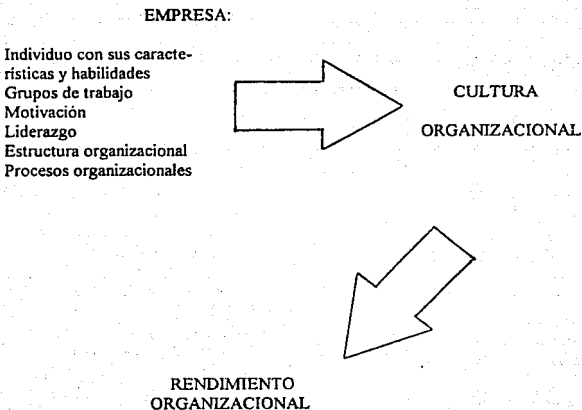 EMPRESA:
Individuo con sus caracte-
rísticas y habilidades
Grupos de trabajo
Motivación
Liderazgo
Estructura organizacional
Procesos organizacionales
CULTURA
ORGANIZACIONAL
RENDIMIENTO
ORGANIZACIONAL